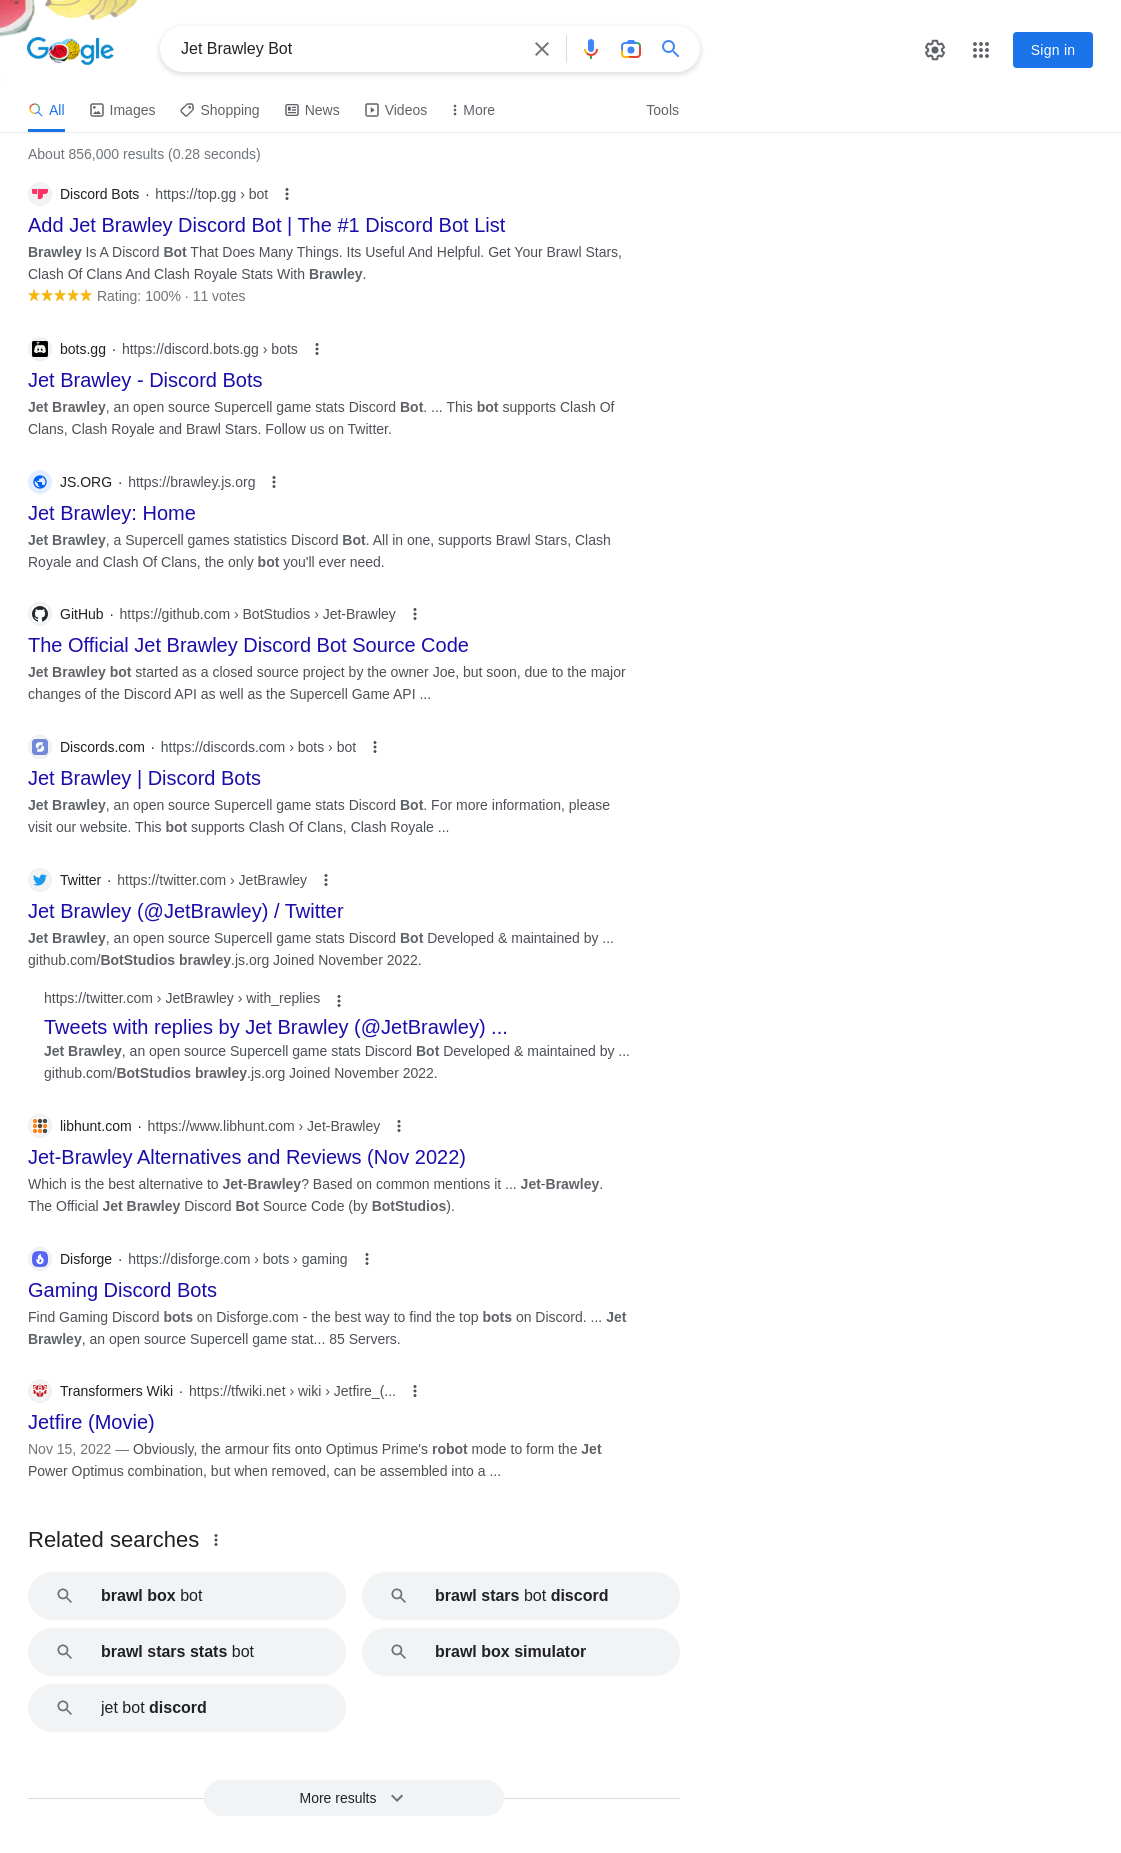 Google
Jet Brawley Bot
Sign in
All
Images
Shopping
News
Videos
More
Tools
About 856,000 results (0.28 seconds)
Discord Bots · https://top.gg › bot
Add Jet Brawley Discord Bot | The #1 Discord Bot List
Brawley Is A Discord Bot That Does Many Things. Its Useful And Helpful. Get Your Brawl Stars,
Clash Of Clans And Clash Royale Stats With Brawley.
Rating: 100% · 11 votes
bots.gg · https://discord.bots.gg › bots
Jet Brawley - Discord Bots
Jet Brawley, an open source Supercell game stats Discord Bot. ... This bot supports Clash Of
Clans, Clash Royale and Brawl Stars. Follow us on Twitter.
JS.ORG · https://brawley.js.org
Jet Brawley: Home
Jet Brawley, a Supercell games statistics Discord Bot. All in one, supports Brawl Stars, Clash
Royale and Clash Of Clans, the only bot you'll ever need.
GitHub · https://github.com › BotStudios › Jet-Brawley
The Official Jet Brawley Discord Bot Source Code
Jet Brawley bot started as a closed source project by the owner Joe, but soon, due to the major
changes of the Discord API as well as the Supercell Game API ...
Discords.com · https://discords.com › bots › bot
Jet Brawley | Discord Bots
Jet Brawley, an open source Supercell game stats Discord Bot. For more information, please
visit our website. This bot supports Clash Of Clans, Clash Royale ...
Twitter · https://twitter.com › JetBrawley
Jet Brawley (@JetBrawley) / Twitter
Jet Brawley, an open source Supercell game stats Discord Bot Developed & maintained by ...
github.com/BotStudios brawley.js.org Joined November 2022.
https://twitter.com › JetBrawley › with_replies
Tweets with replies by Jet Brawley (@JetBrawley) ...
Jet Brawley, an open source Supercell game stats Discord Bot Developed & maintained by ...
github.com/BotStudios brawley.js.org Joined November 2022.
libhunt.com · https://www.libhunt.com › Jet-Brawley
Jet-Brawley Alternatives and Reviews (Nov 2022)
Which is the best alternative to Jet-Brawley? Based on common mentions it ... Jet-Brawley.
The Official Jet Brawley Discord Bot Source Code (by BotStudios).
Disforge · https://disforge.com › bots › gaming
Gaming Discord Bots
Find Gaming Discord bots on Disforge.com - the best way to find the top bots on Discord. ... Jet
Brawley, an open source Supercell game stat... 85 Servers.
Transformers Wiki · https://tfwiki.net › wiki › Jetfire_(...
Jetfire (Movie)
Nov 15, 2022 — Obviously, the armour fits onto Optimus Prime's robot mode to form the Jet
Power Optimus combination, but when removed, can be assembled into a ...
Related searches
brawl box bot
brawl stars bot discord
brawl stars stats bot
brawl box simulator
jet bot discord
More results